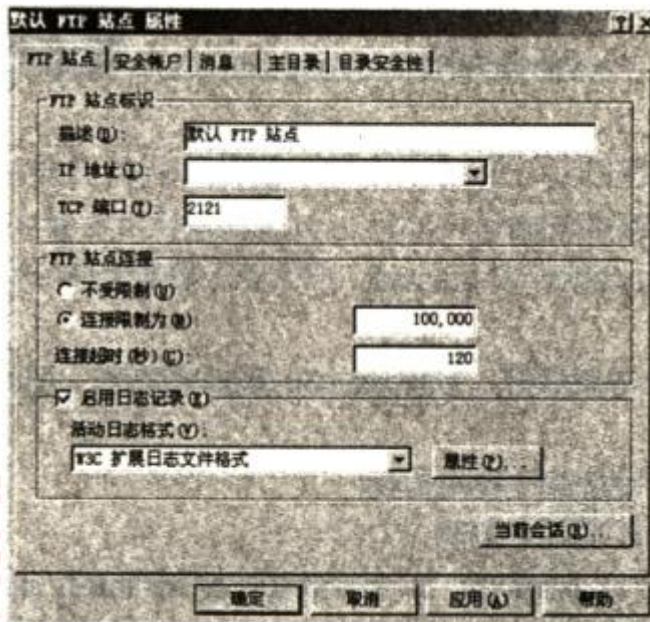 默认 FTP 站点 属性
FTP 站点 安全帐户 消息 主目录 目录安全性
FTP 站点标识
描述(D): 默认 FTP 站点
IP 地址(I):
TCP 端口(T): 2121
FTP 站点连接
不受限制(U)
连接限制为(M) 100,000
连接超时(秒)(C): 120
启用日志记录(E)
活动日志格式(V):
W3C 扩展日志文件格式 属性(P)...
当前会话(R)...
确定 取消 应用(A) 帮助